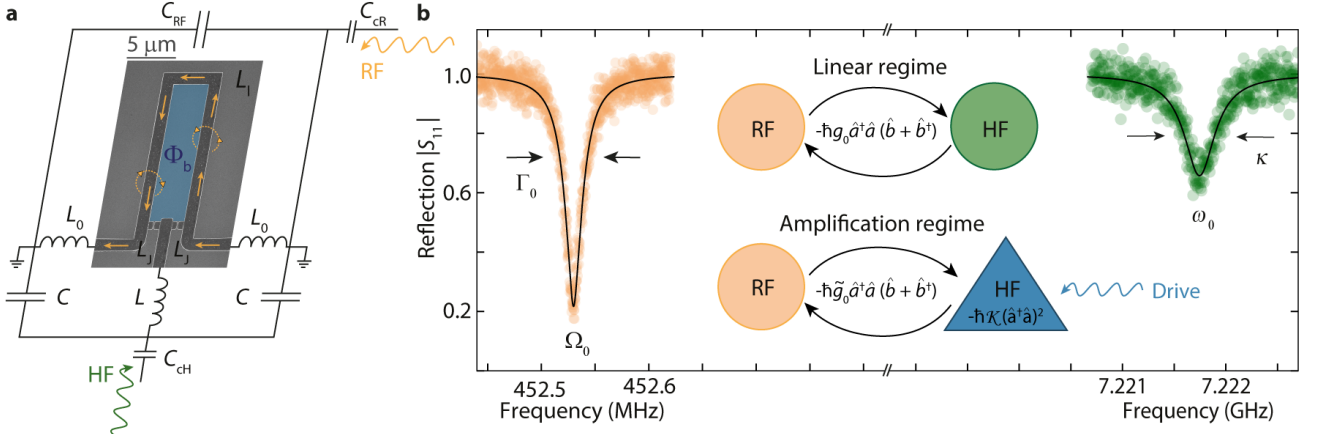 a
C_RF
C_cR
5 μm
RF
L_l
Φ_b
L_0
L_0
L_J
L_J
C
L
C
C_cH
HF
b
Reflection |S_11|
1.0
0.6
0.2
Γ_0
Ω_0
Linear regime
RF
-ℏg_0â†â (b̂ + b̂†)
HF
Amplification regime
RF
-ℏg̃_0â†â (b̂ + b̂†)
HF
-ℏ𝒦(â†â)²
Drive
κ
ω_0
452.5
452.6
Frequency (MHz)
7.221
7.222
Frequency (GHz)